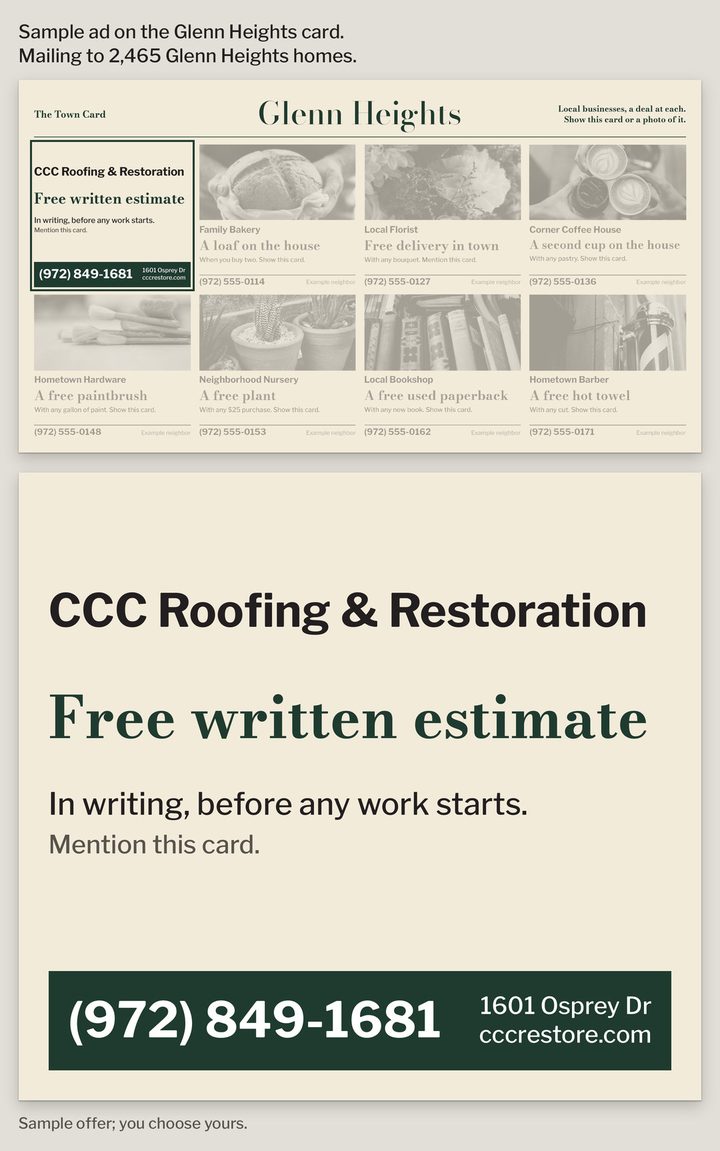 Sample ad on the Glenn Heights card.
Mailing to 2,465 Glenn Heights homes.
The Town Card
Glenn Heights
Local businesses, a deal at each.
Show this card or a photo of it.
CCC Roofing & Restoration
Free written estimate
In writing, before any work starts.
Mention this card.
(972) 849-1681
1601 Osprey Dr
cccrestore.com
Family Bakery
A loaf on the house
When you buy two. Show this card.
(972) 555-0114
Example neighbor
Local Florist
Free delivery in town
With any bouquet. Mention this card.
(972) 555-0127
Example neighbor
Corner Coffee House
A second cup on the house
With any pastry. Show this card.
(972) 555-0136
Example neighbor
Hometown Hardware
A free paintbrush
With any gallon of paint. Show this card.
(972) 555-0148
Example neighbor
Neighborhood Nursery
A free plant
With any $25 purchase. Show this card.
(972) 555-0153
Example neighbor
Local Bookshop
A free used paperback
With any new book. Show this card.
(972) 555-0162
Example neighbor
Hometown Barber
A free hot towel
With any cut. Show this card.
(972) 555-0171
Example neighbor
CCC Roofing & Restoration
Free written estimate
In writing, before any work starts.
Mention this card.
(972) 849-1681
1601 Osprey Dr
cccrestore.com
Sample offer; you choose yours.